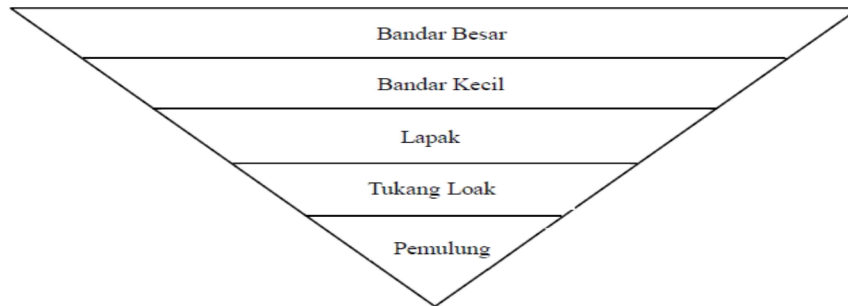 Bandar Besar
Bandar Kecil
Lapak
Tukang Loak
Pemulung